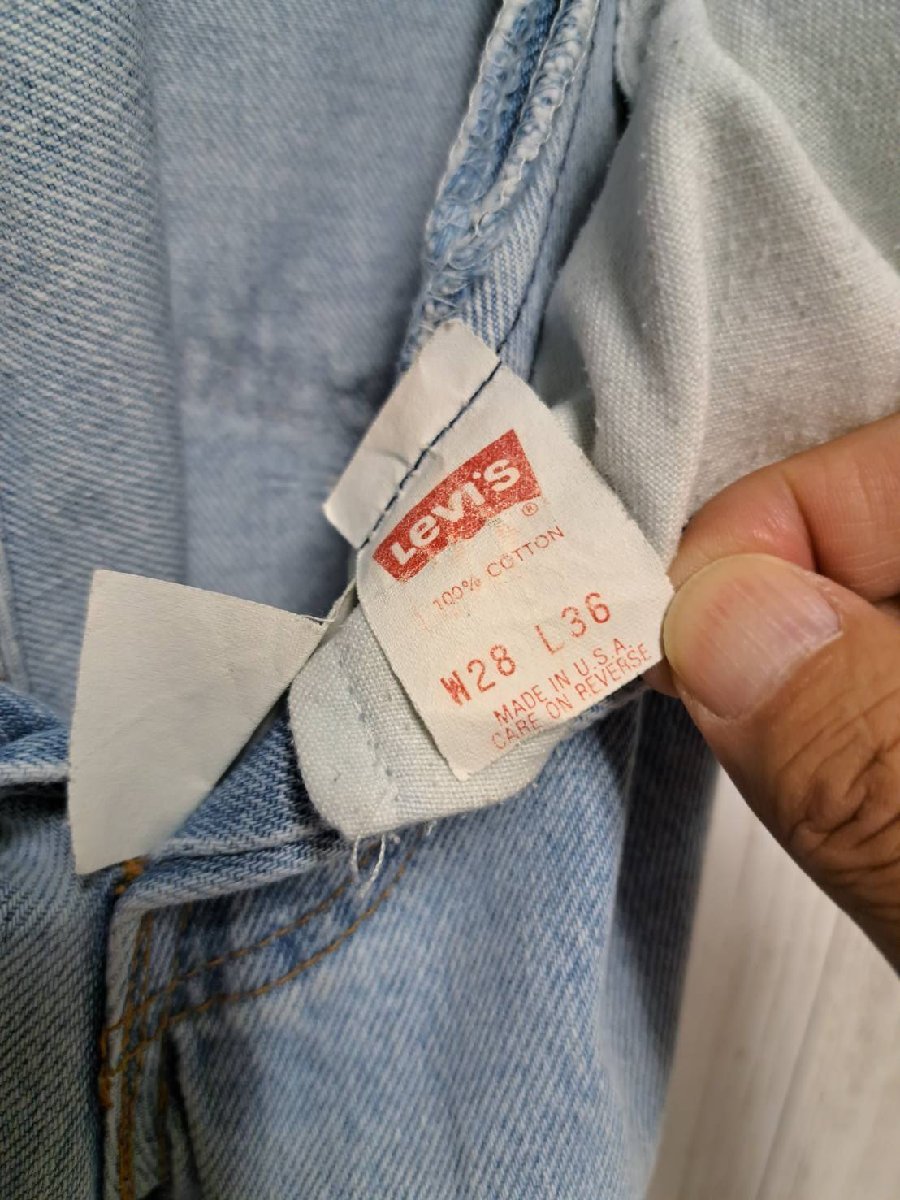 Levi's®
100% COTTON
W28 L36
MADE IN U.S.A.
CARE ON REVERSE